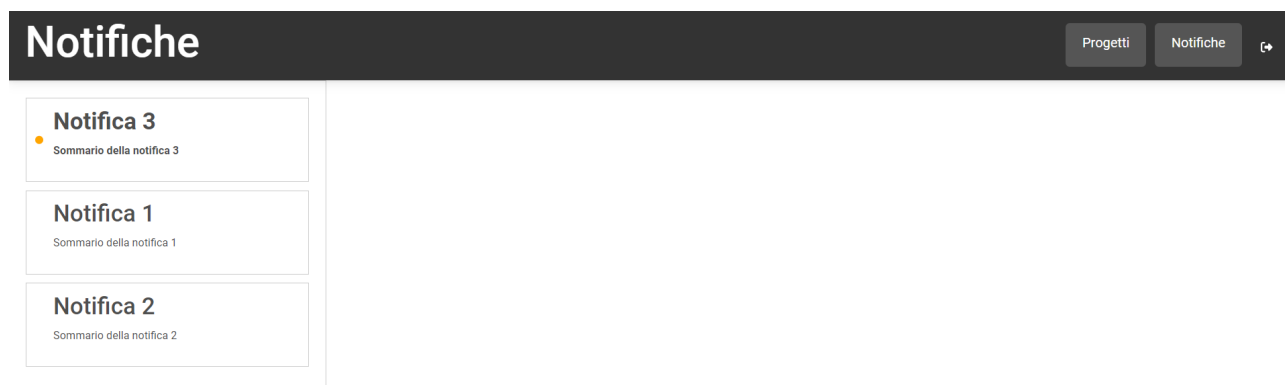 Notifiche
Progetti
Notifiche
Notifica 3
Sommario della notifica 3
Notifica 1
Sommario della notifica 1
Notifica 2
Sommario della notifica 2